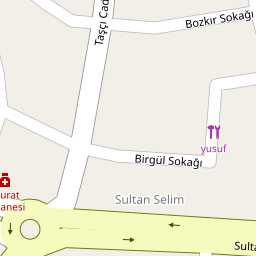 Bozkır Sokağı
Taşçı Cad
yusuf
Birgül Sokağı
urat
anesi
Sultan Selim
Sulta